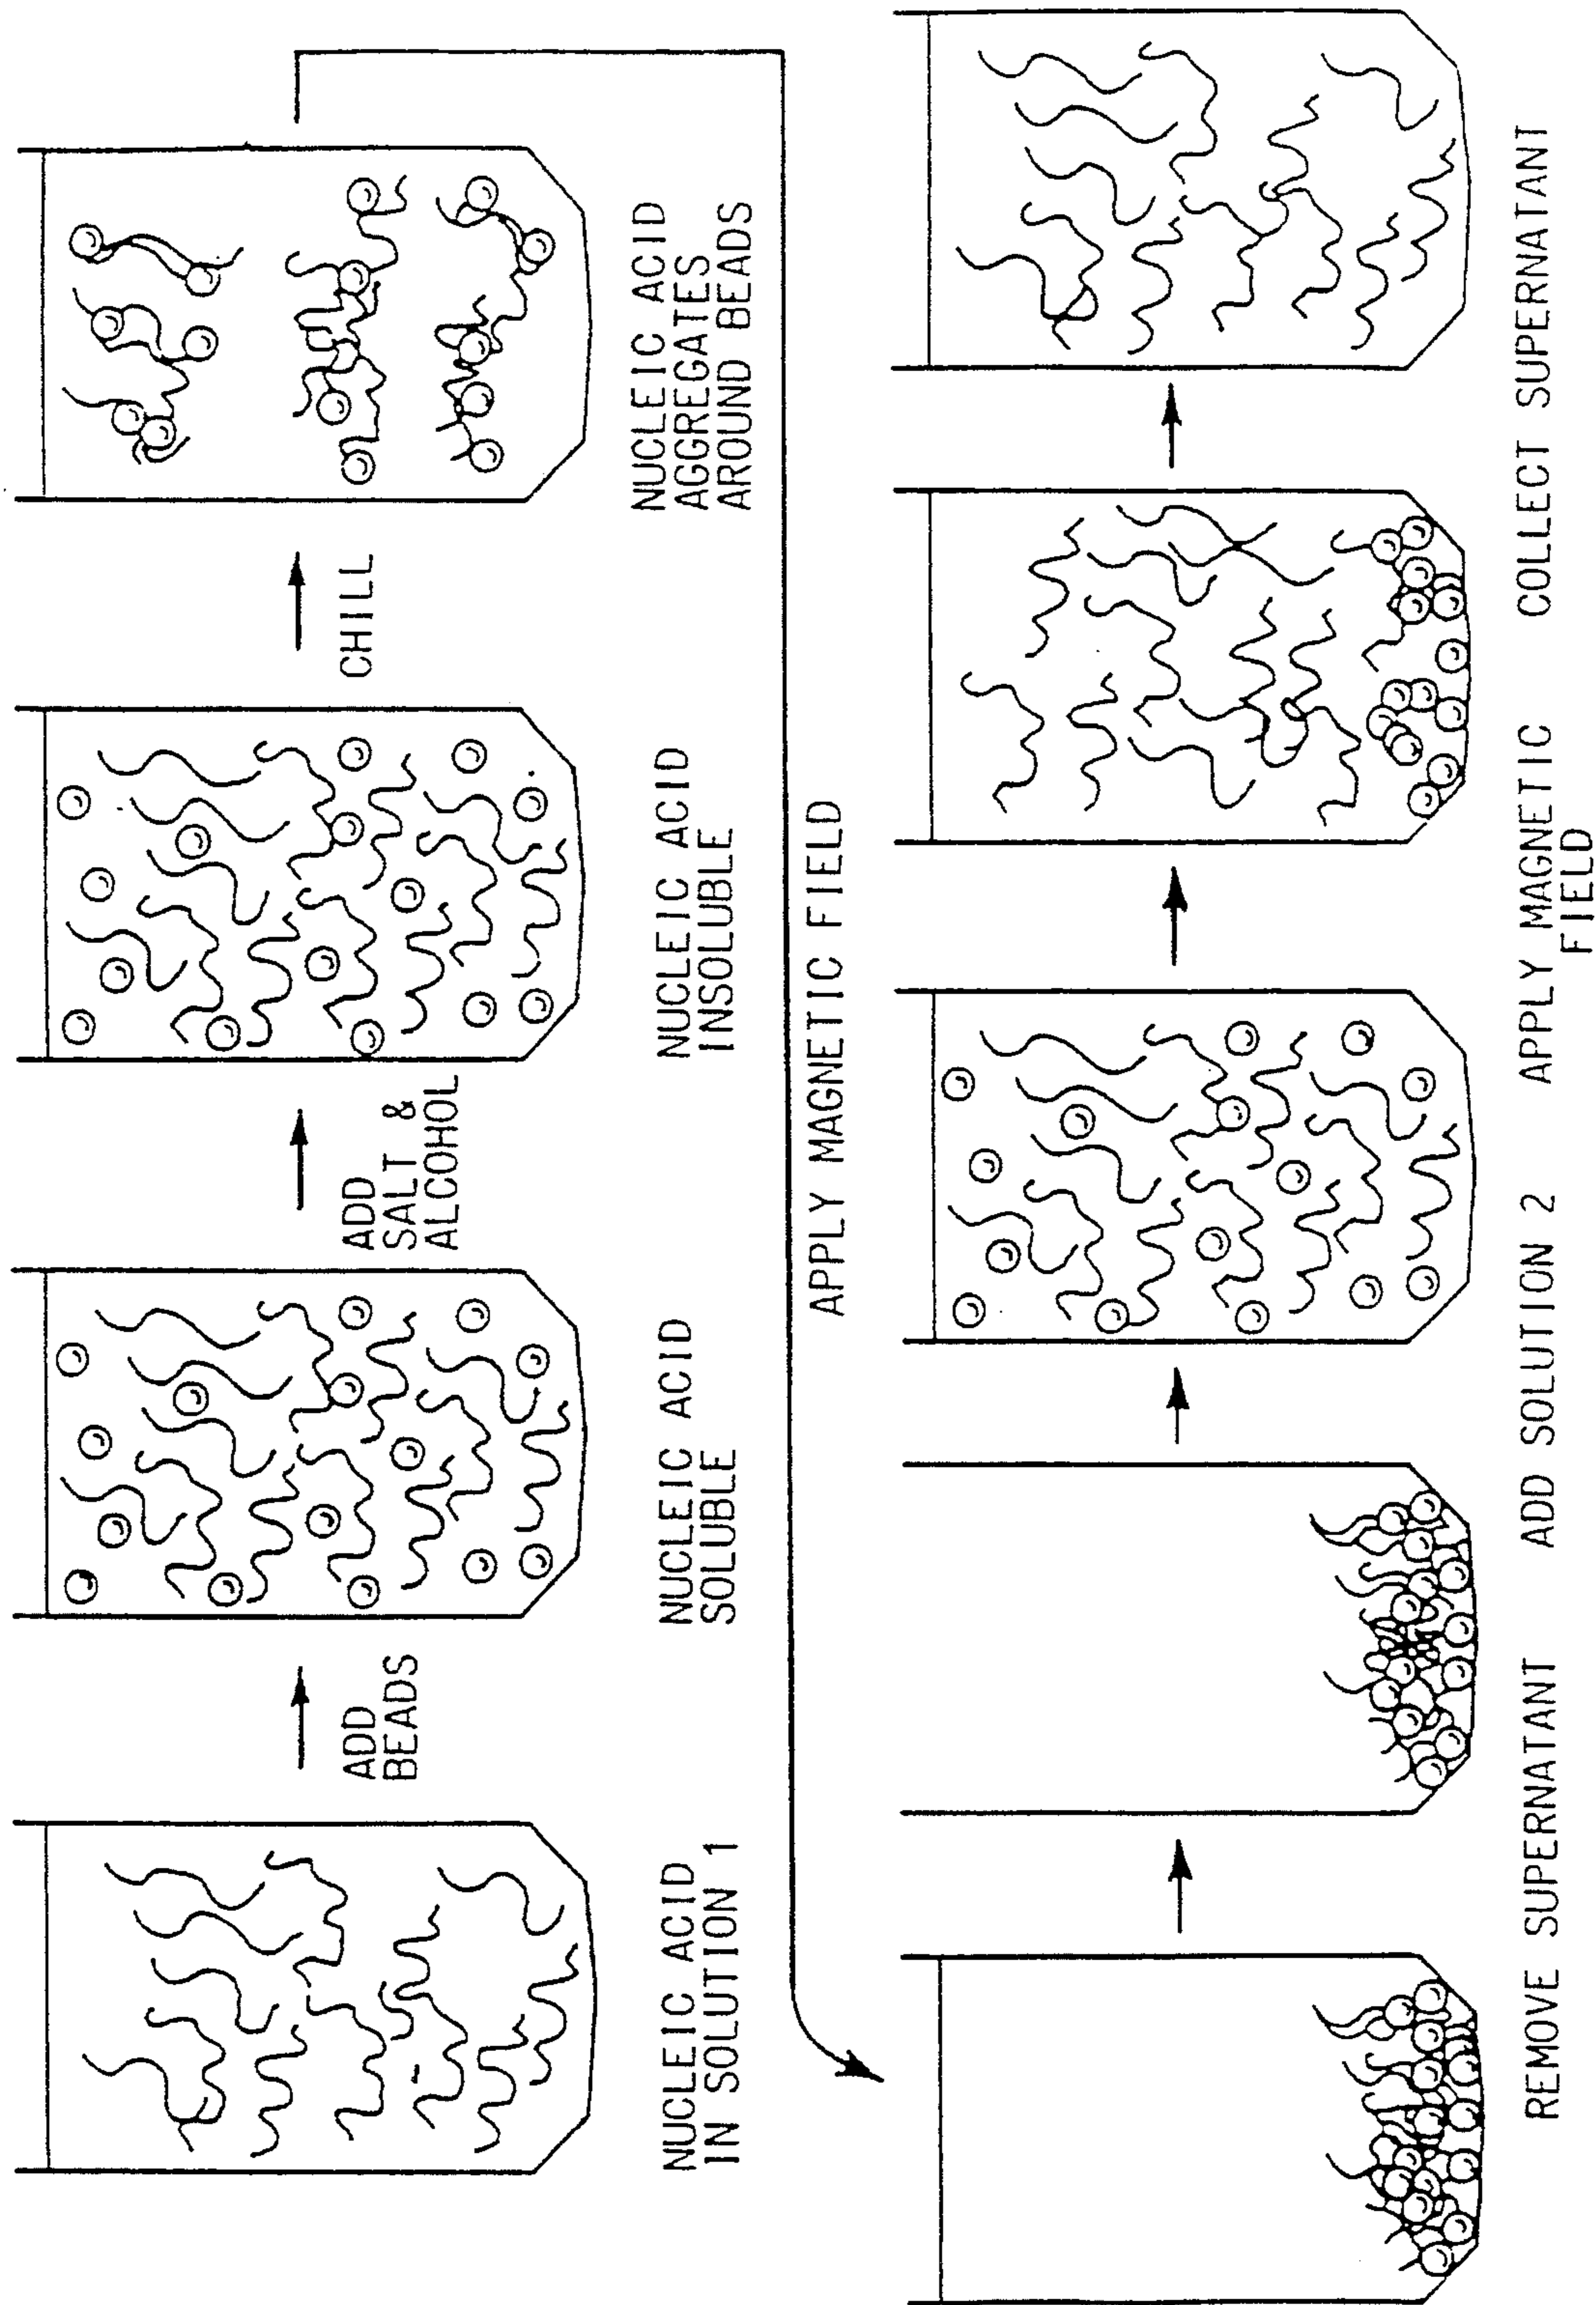 NUCLEIC ACID
IN SOLUTION 1
ADD
BEADS
NUCLEIC ACID
SOLUBLE
ADD
SALT &
ALCOHOL
NUCLEIC ACID
INSOLUBLE
CHILL
NUCLEIC ACID
AGGREGATES
AROUND BEADS
APPLY MAGNETIC FIELD
REMOVE SUPERNATANT
ADD SOLUTION 2
APPLY MAGNETIC
FIELD
COLLECT SUPERNATANT